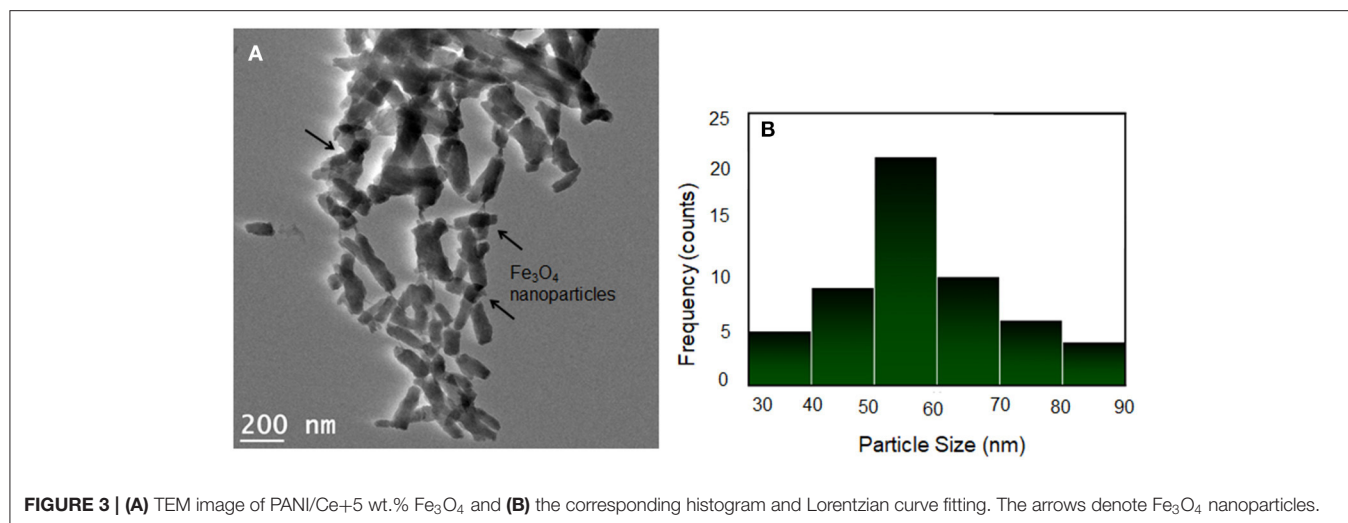 A
Fe₃O₄
nanoparticles
200 nm
B
Frequency (counts)
25
20
15
10
5
0
30 40 50 60 70 80 90
Particle Size (nm)
FIGURE 3 | (A) TEM image of PANI/Ce+5 wt.% Fe₃O₄ and (B) the corresponding histogram and Lorentzian curve fitting. The arrows denote Fe₃O₄ nanoparticles.